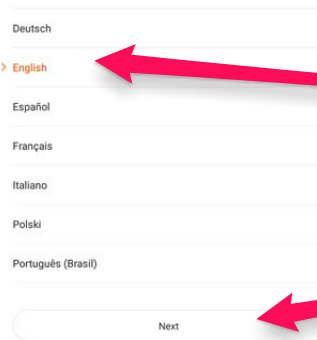 Deutsch
English
Español
Français
Italiano
Polski
Português (Brasil)
Next